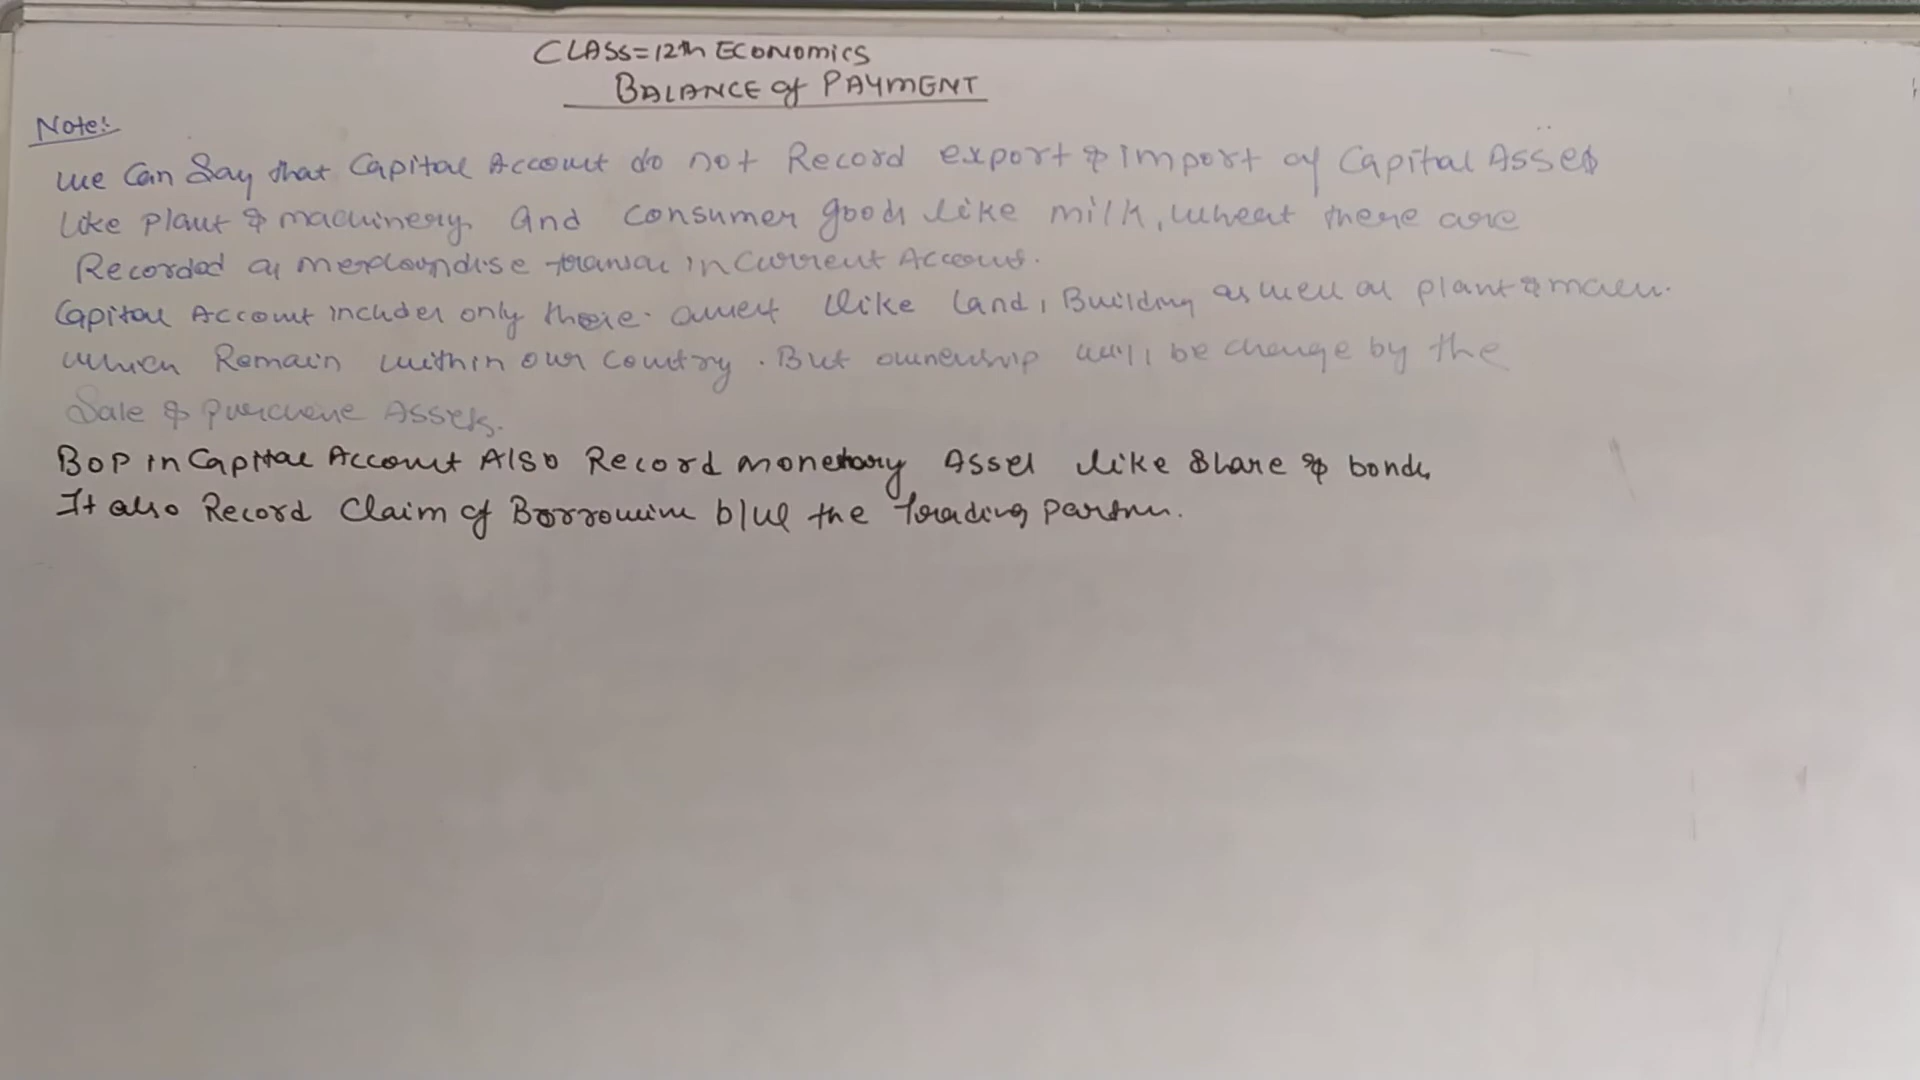 CLASS=12th ECONOMICS
BALANCE of PAYMENT
Note:
we Can Say that Capital Account do not Record export & import of Capital Assets
Like plant & machinery and consumer goods like milk, wheat there are
Recorded as merchandise transac in Current Account.
Capital Account includes only those asset like land, Building as well as plant & mach.
which Remain within our country. But ownership will be change by the
Sale & purchase Assets.
BOP in Capital Account Also Record monetary Asset like Share & bonds
It also Record Claim of Borrowing b/w the Trading partner.